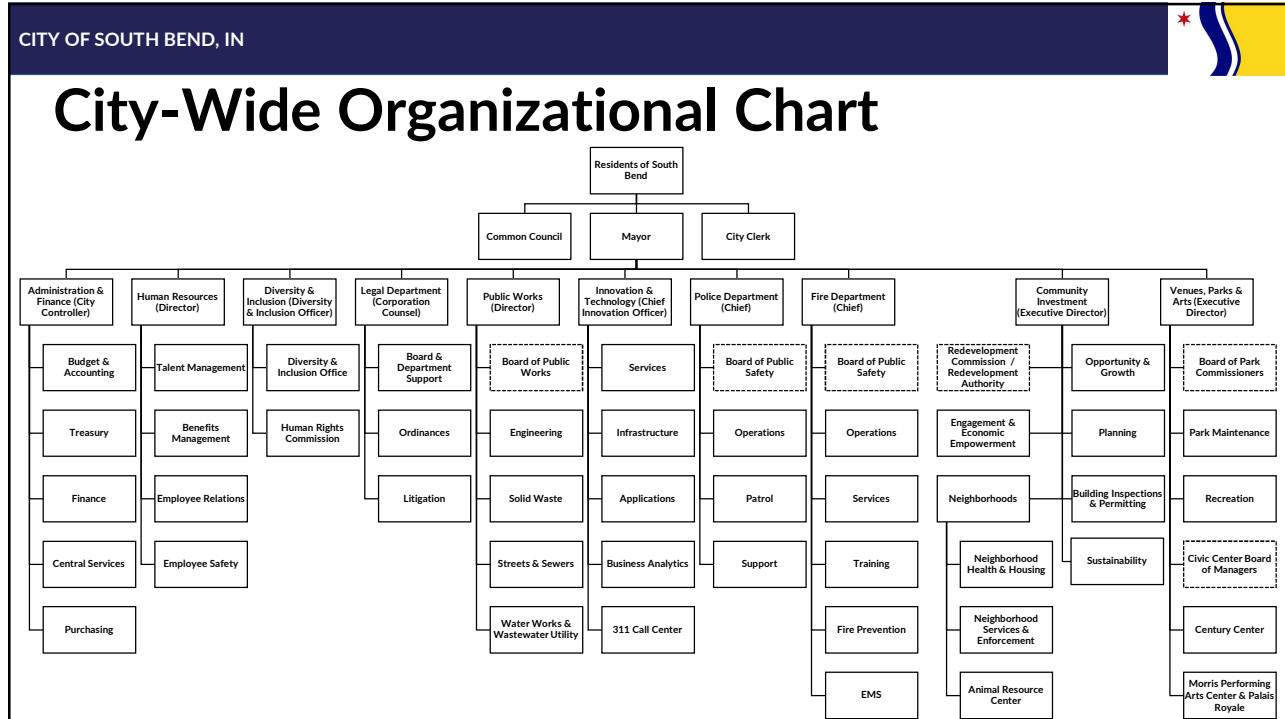 CITY OF SOUTH BEND, IN
City-Wide Organizational Chart
Residents of South
Bend
Common Council
Mayor
City Clerk
Administration &
Finance (City
Controller)
Human Resources
(Director)
Diversity &
Inclusion (Diversity
& Inclusion Officer)
Legal Department
(Corporation
Counsel)
Public Works
(Director)
Innovation &
Technology (Chief
Innovation Officer)
Police Department
(Chief)
Fire Department
(Chief)
Community
Investment
(Executive Director)
Venues, Parks &
Arts (Executive
Director)
Budget &
Accounting
Talent Management
Diversity &
Inclusion Office
Board &
Department
Support
Board of Public
Works
Services
Board of Public
Safety
Board of Public
Safety
Redevelopment
Commission /
Redevelopment
Authority
Opportunity &
Growth
Board of Park
Commissioners
Treasury
Benefits
Management
Human Rights
Commission
Ordinances
Engineering
Infrastructure
Operations
Operations
Engagement &
Economic
Empowerment
Planning
Park Maintenance
Finance
Employee Relations
Litigation
Solid Waste
Applications
Patrol
Services
Neighborhoods
Building Inspections
& Permitting
Recreation
Central Services
Employee Safety
Streets & Sewers
Business Analytics
Support
Training
Neighborhood
Health & Housing
Sustainability
Civic Center Board
of Managers
Purchasing
Water Works &
Wastewater Utility
311 Call Center
Fire Prevention
Neighborhood
Services &
Enforcement
Century Center
EMS
Animal Resource
Center
Morris Performing
Arts Center & Palais
Royale